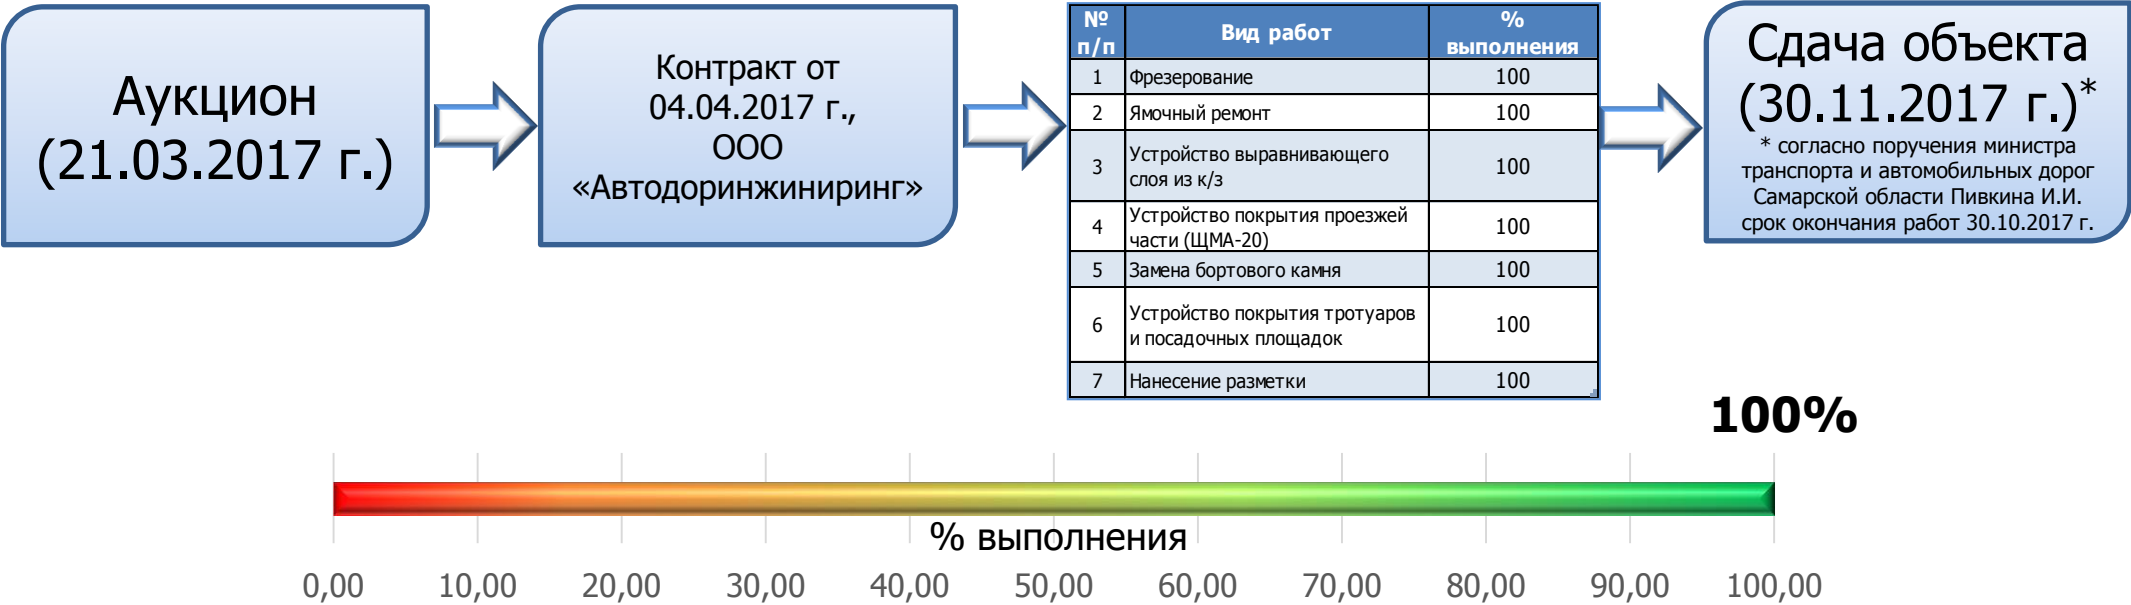 Аукцион
(21.03.2017 г.)
Контракт от
04.04.2017 г.,
ООО
«Автодоринжиниринг»
№ п/п Вид работ % выполнения
1 Фрезерование 100
2 Ямочный ремонт 100
3 Устройство выравнивающего слоя из к/з 100
4 Устройство покрытия проезжей части (ЩМА-20) 100
5 Замена бортового камня 100
6 Устройство покрытия тротуаров и посадочных площадок 100
7 Нанесение разметки 100
Сдача объекта
(30.11.2017 г.)*
* согласно поручения министра
транспорта и автомобильных дорог
Самарской области Пивкина И.И.
срок окончания работ 30.10.2017 г.
100%
% выполнения
0,00 10,00 20,00 30,00 40,00 50,00 60,00 70,00 80,00 90,00 100,00